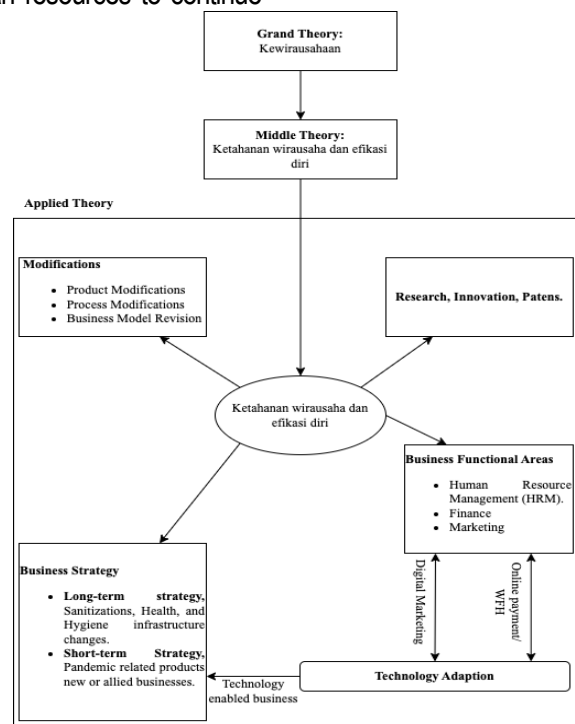 resources to continue
Grand Theory:
Kewirausahaan
Middle Theory:
Ketahanan wirausaha dan efikasi
diri
Applied Theory
Modifications
• Product Modifications
• Process Modifications
• Business Model Revision
Research, Innovation, Patens.
Ketahanan wirausaha dan
efikasi diri
Business Functional Areas
• Human Resource
Management (HRM).
• Finance
• Marketing
Digital Marketing
Online payment/
WFH
Business Strategy
• Long-term strategy,
Sanitizations, Health, and
Hygiene infrastructure
changes.
• Short-term Strategy,
Pandemic related products
new or allied businesses.
Technology
enabled business
Technology Adaption